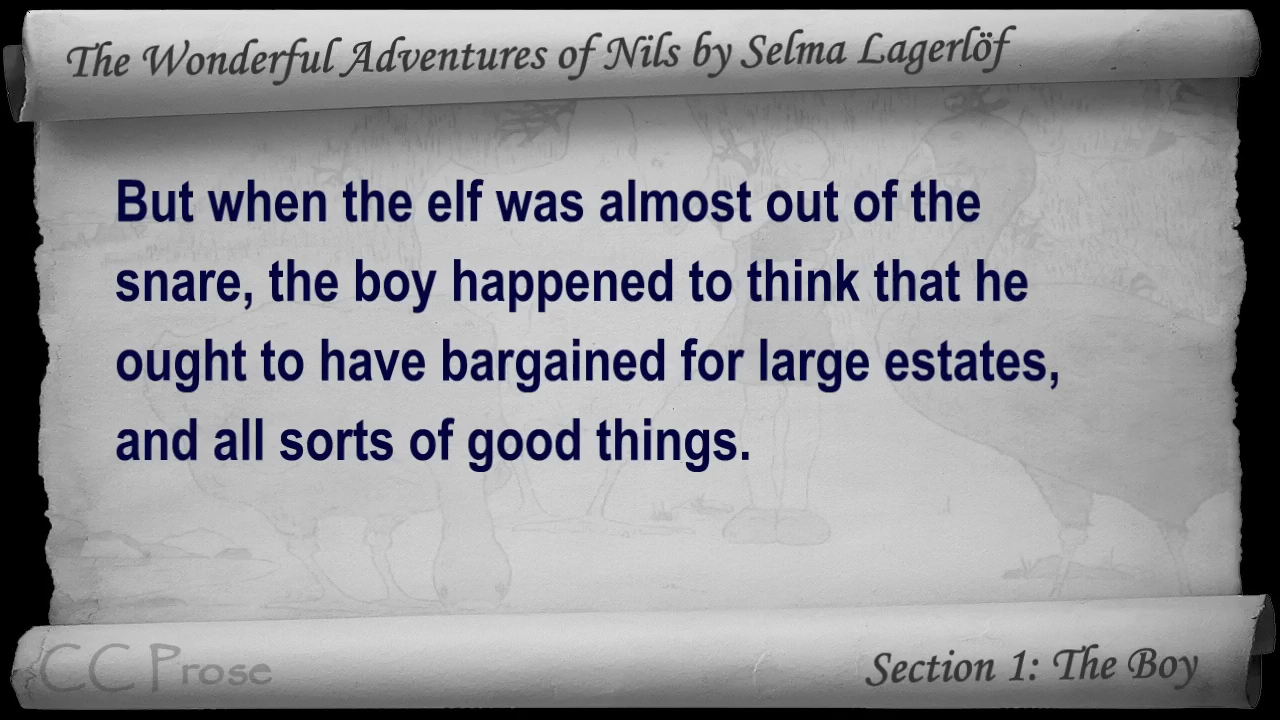 The Wonderful Adventures of Nils by Selma Lagerlöf
But when the elf was almost out of the
snare, the boy happened to think that he
ought to have bargained for large estates,
and all sorts of good things.
CC Prose
Section 1: The Boy